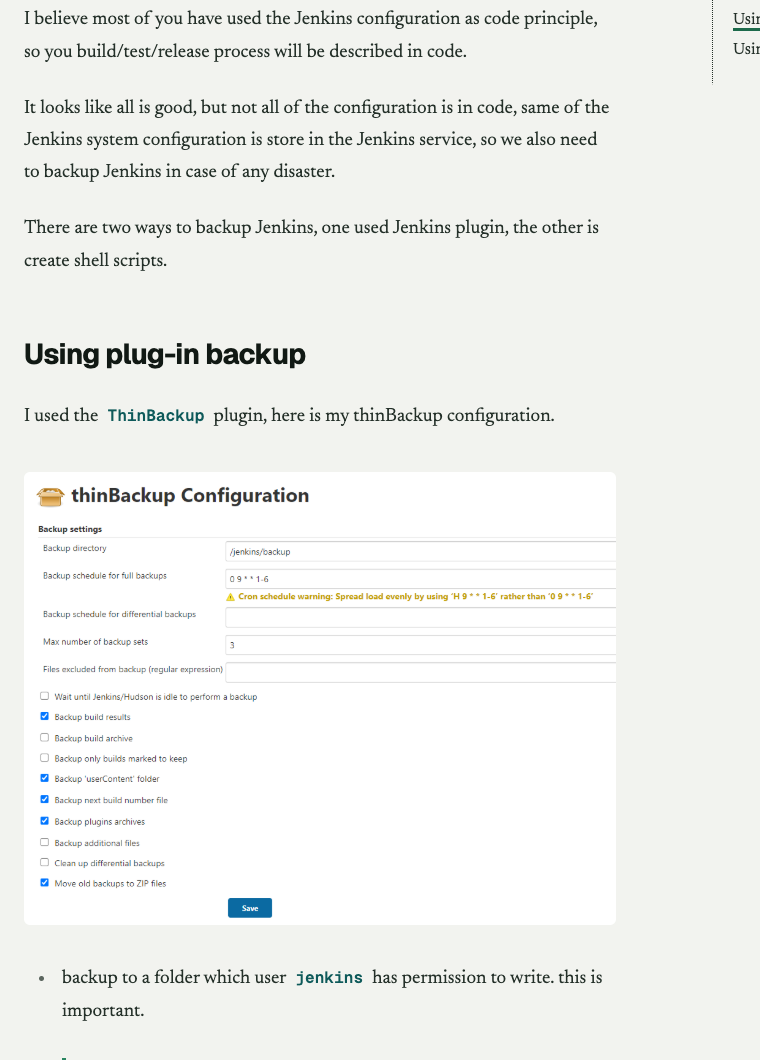 I believe most of you have used the Jenkins configuration as code principle,
so you build/test/release process will be described in code.
It looks like all is good, but not all of the configuration is in code, same of the
Jenkins system configuration is store in the Jenkins service, so we also need
to backup Jenkins in case of any disaster.
There are two ways to backup Jenkins, one used Jenkins plugin, the other is
create shell scripts.
Using plug-in backup
I used the ThinBackup plugin, here is my thinBackup configuration.
thinBackup Configuration
Backup settings
Backup directory
/jenkins/backup
Backup schedule for full backups
0 9 * * 1-6
Cron schedule warning: Spread load evenly by using 'H 9 * * 1-6' rather than '0 9 * * 1-6'
Backup schedule for differential backups
Max number of backup sets
3
Files excluded from backup (regular expression)
Wait until Jenkins/Hudson is idle to perform a backup
Backup build results
Backup build archive
Backup only builds marked to keep
Backup 'userContent' folder
Backup next build number file
Backup plugins archives
Backup additional files
Clean up differential backups
Move old backups to ZIP files
Save
• backup to a folder which user jenkins has permission to write. this is
important.